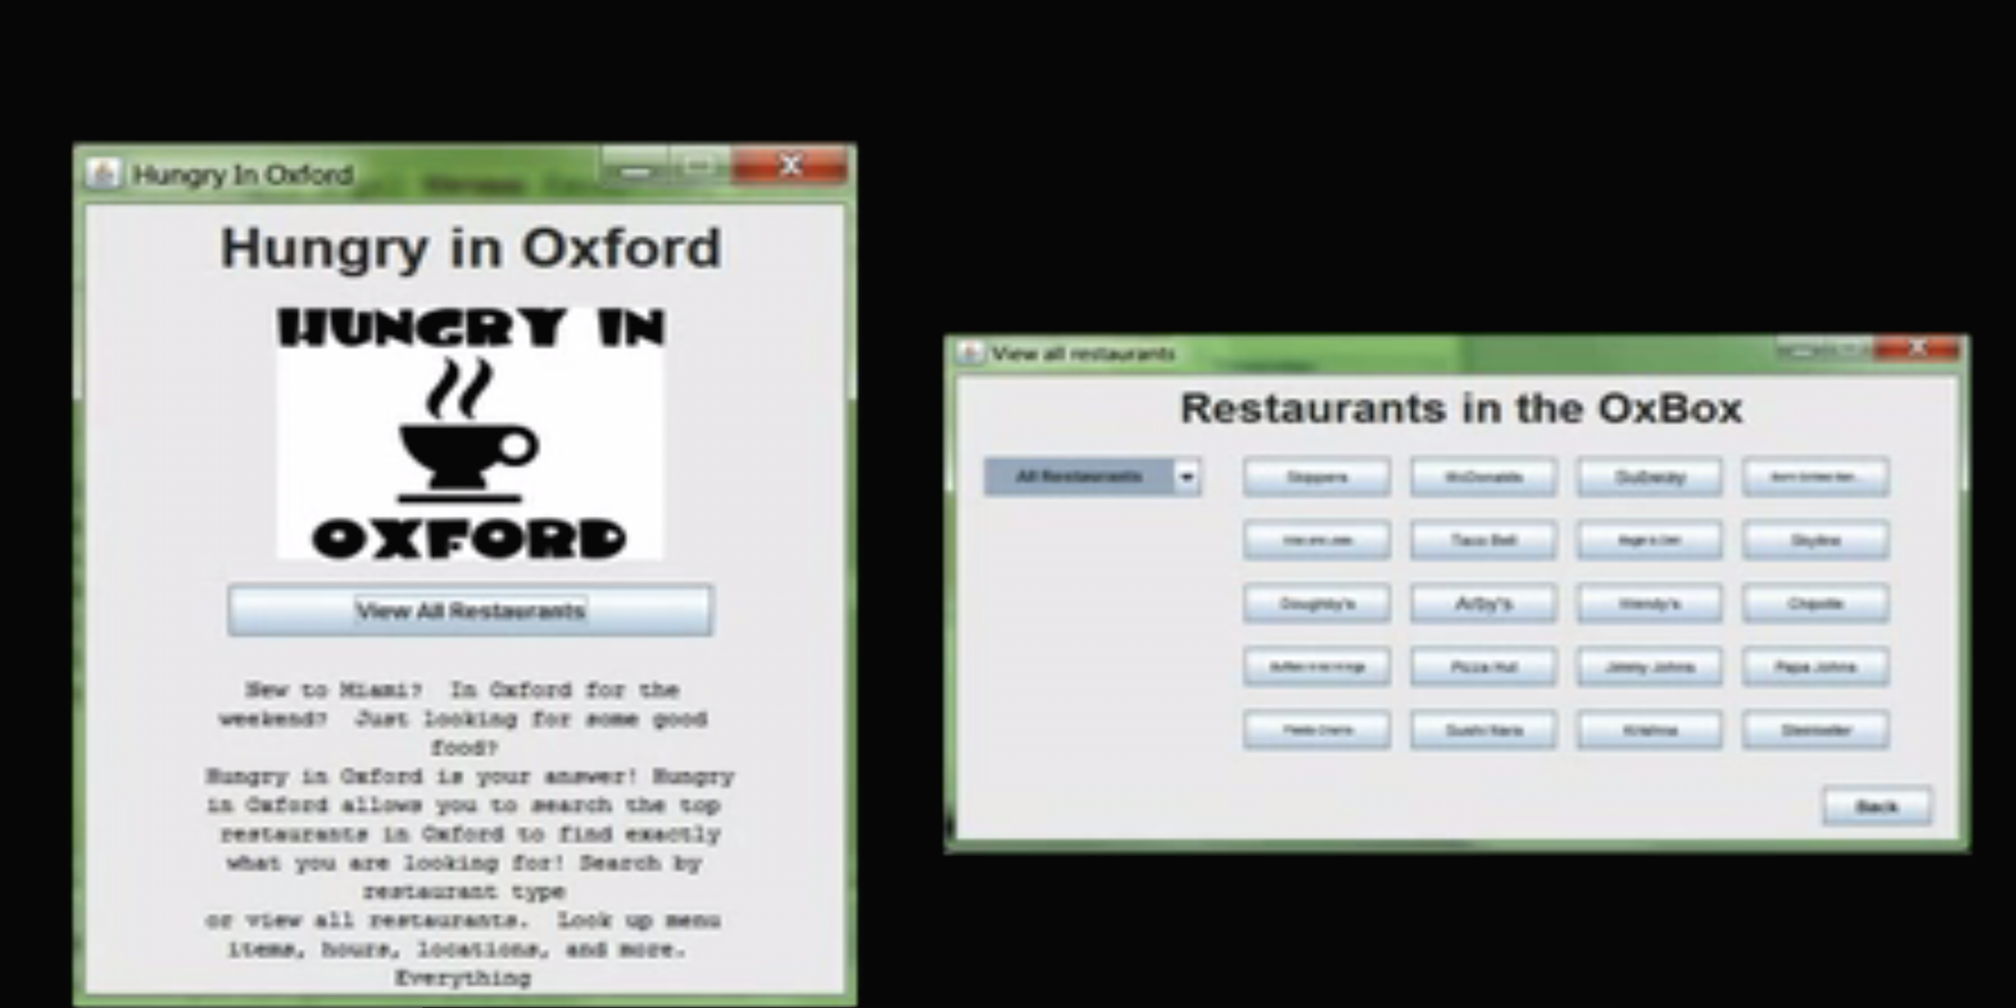 Hungry In Oxford
Hungry in Oxford
HUNGRY IN
OXFORD
View All Restaurants
New to Miami?  In Oxford for the
weekend?  Just looking for some good
food?
Hungry in Oxford is your answer! Hungry
in Oxford allows you to search the top
restaurants in Oxford to find exactly
what you are looking for! Search by
restaurant type
or view all restaurants.  Look up menu
items, hours, locations, and more.
Everything
View all restaurants
Restaurants in the OxBox
All Restaurants
Skippers McDonalds Subway
Taco Bell Skyline
Doughby's Arby's Wendy's Chipotle
Pizza Hut Jimmy Johns Papa Johns
Sushi Nara Krishna Steinkeller
Back